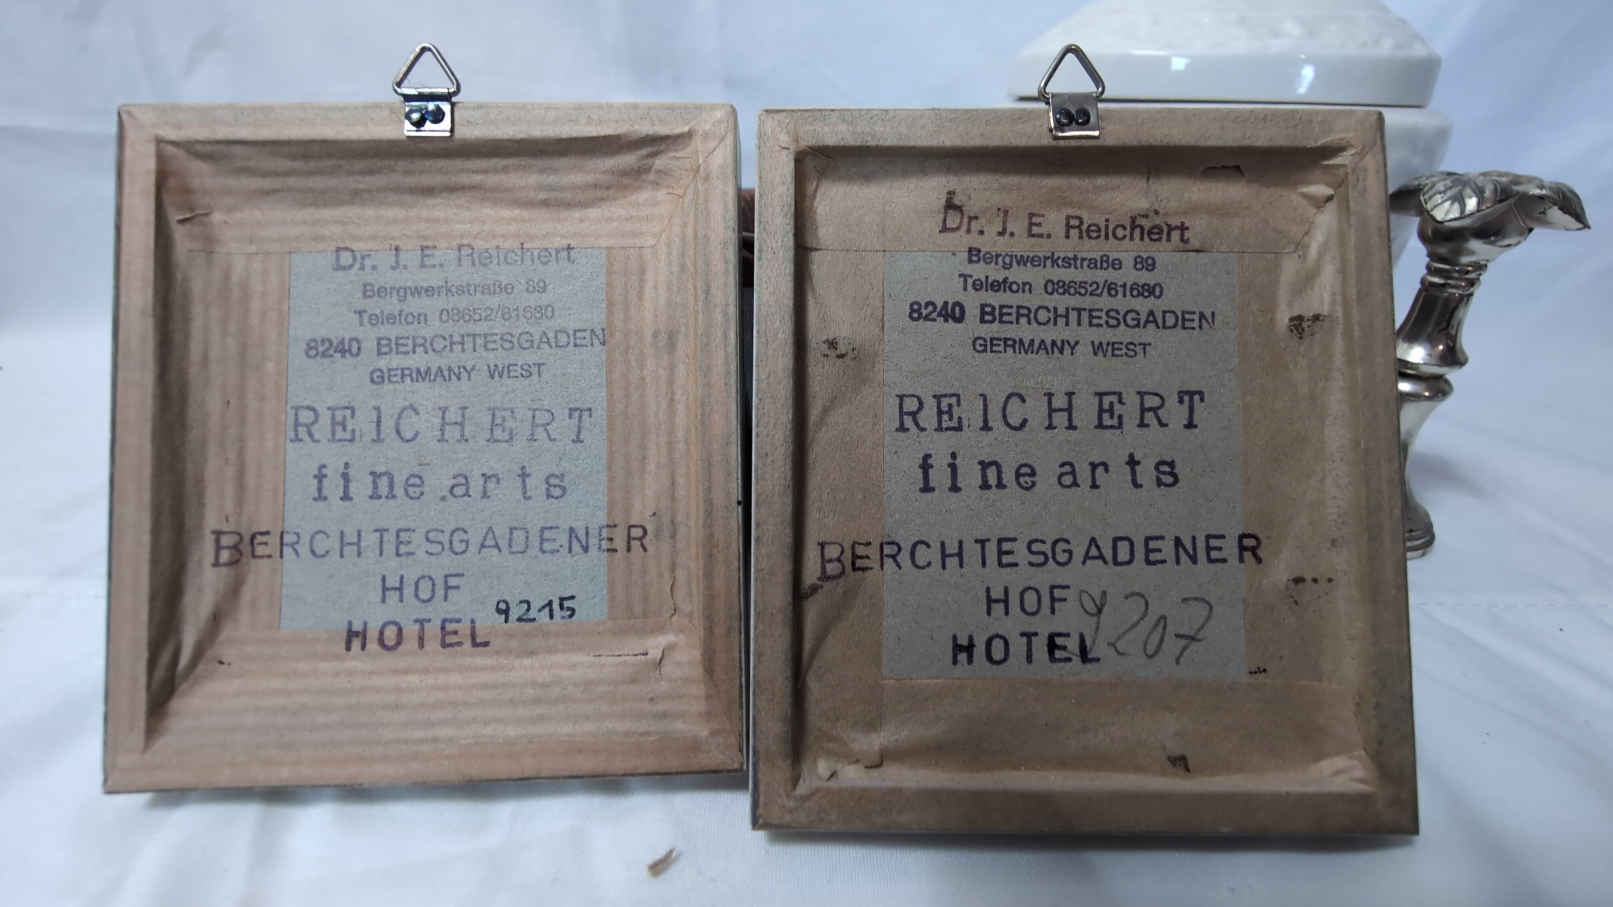 Dr. J. E. Reichert
Bergwerkstraße 89
Telefon 08652/61680
8240 BERCHTESGADEN
GERMANY WEST
REICHERT
fine arts
BERCHTESGADENER
HOF
HOTEL 9215
Dr. J. E. Reichert
Bergwerkstraße 89
Telefon 08652/61680
8240 BERCHTESGADEN
GERMANY WEST
REICHERT
fine arts
BERCHTESGADENER
HOF
HOTEL 9207